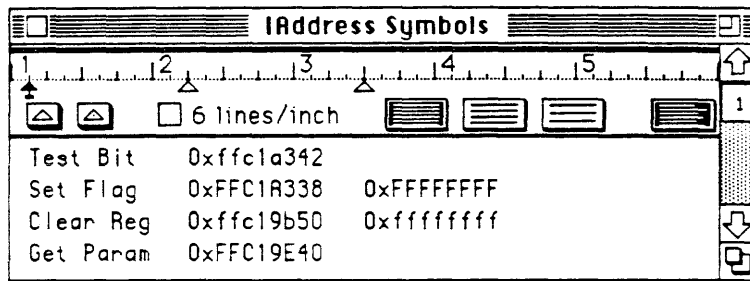 IAddress Symbols
1 2 3 4 5
6 lines/inch
1
Test Bit 0xffc1a342
Set Flag 0xFFC1A338 0xFFFFFFFF
Clear Reg 0xffc19b50 0xffffffff
Get Param 0xFFC19E40